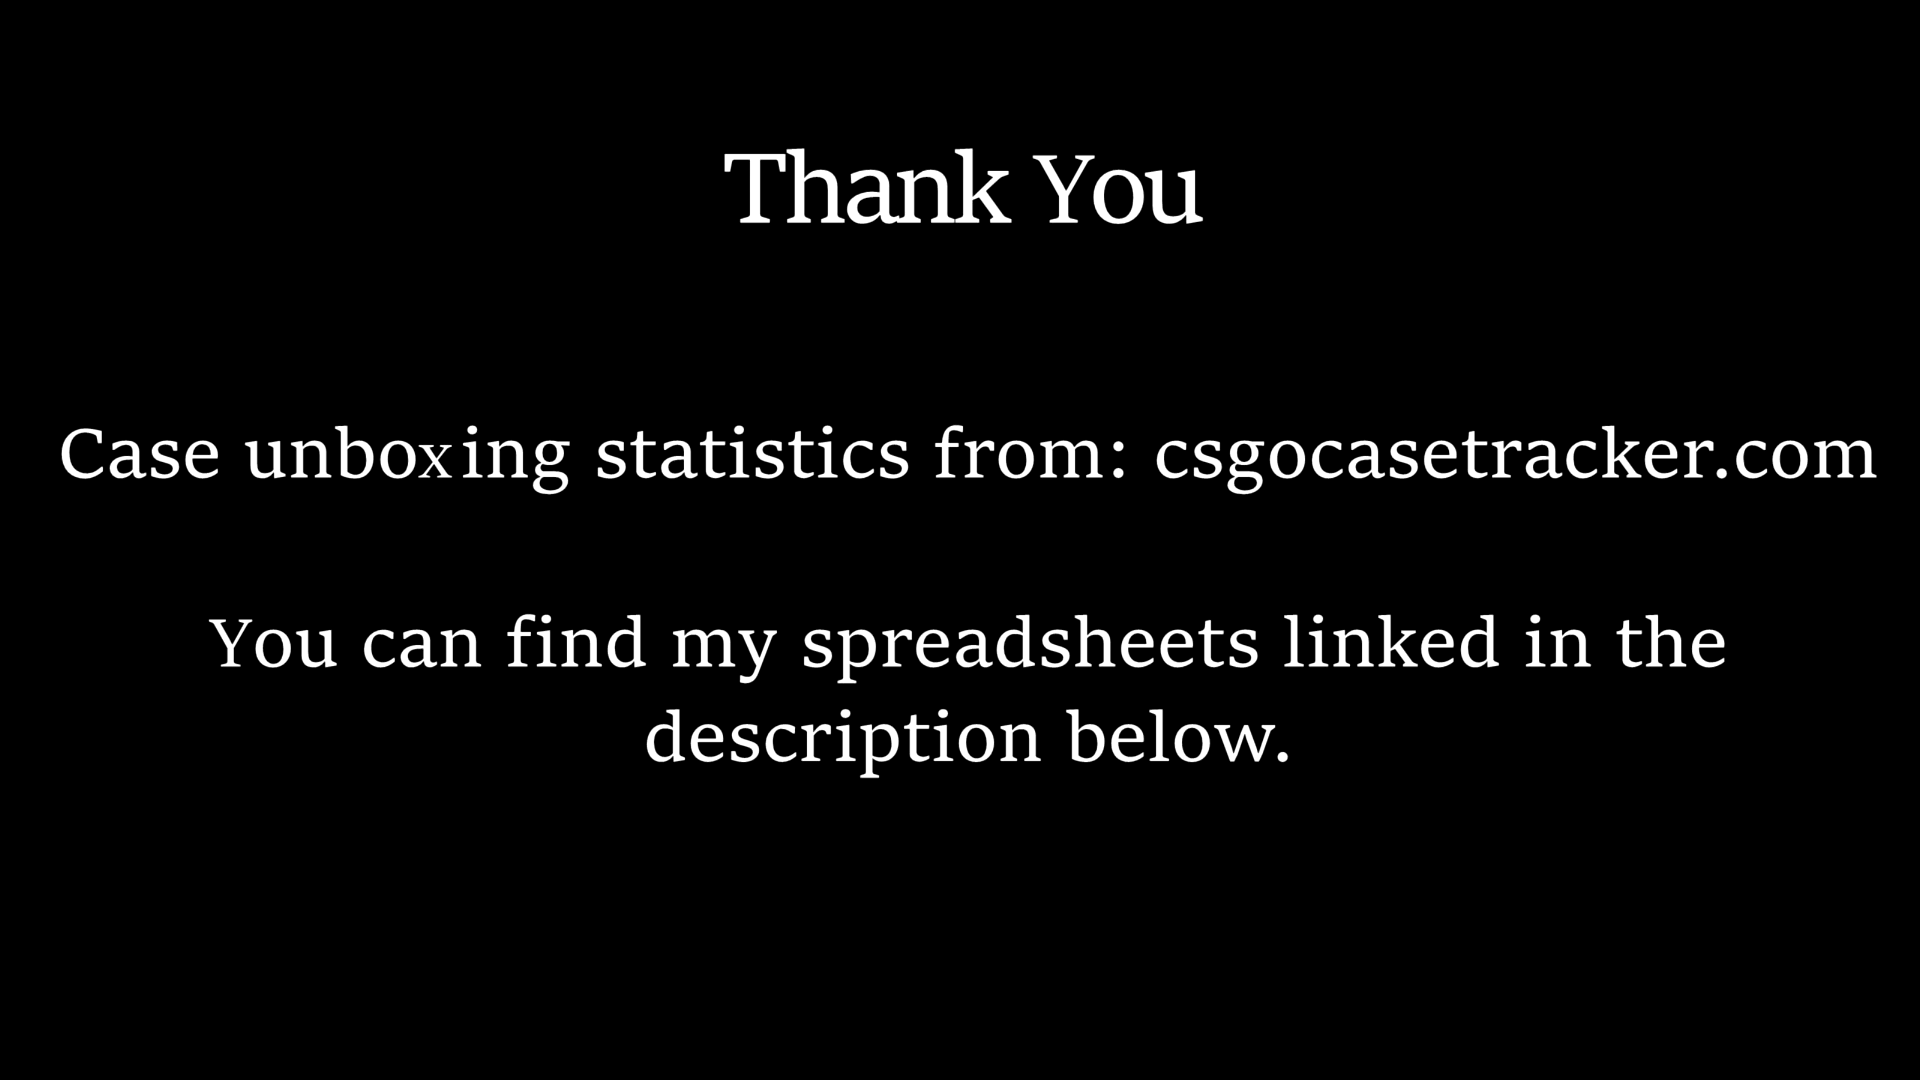 Thank You
Case unboxing statistics from: csgocasetracker.com
You can find my spreadsheets linked in the
description below.